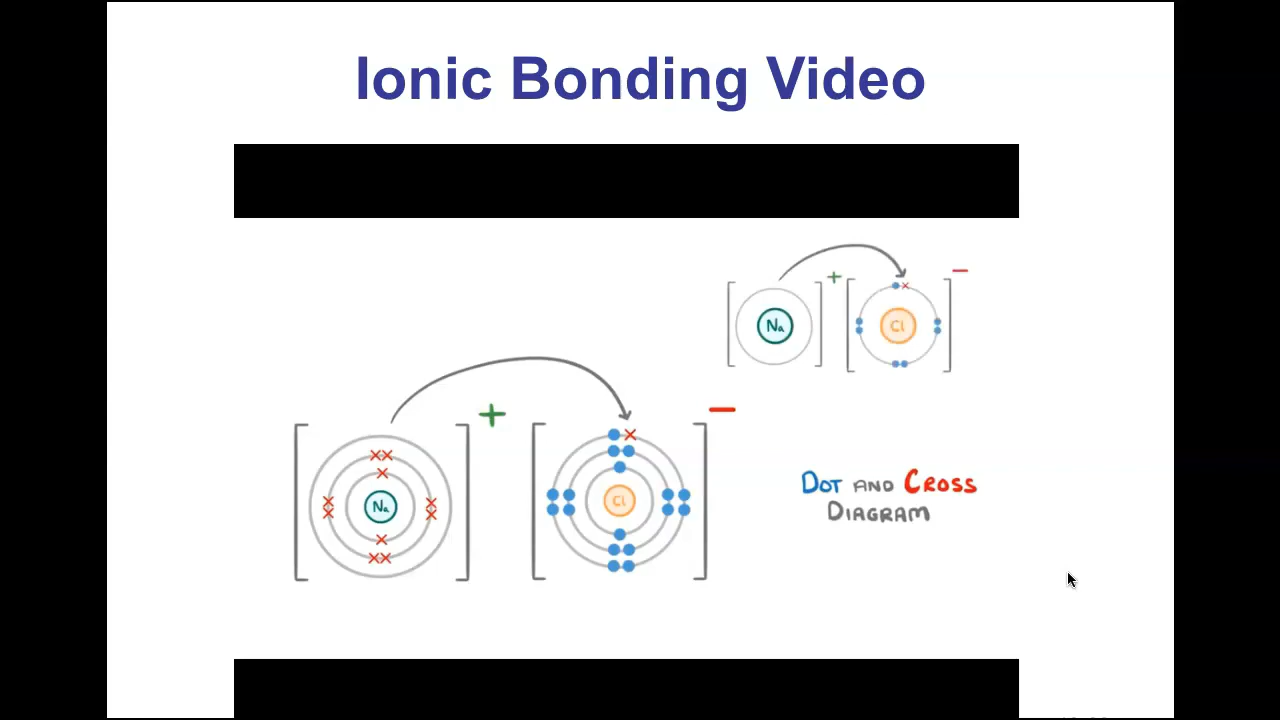 Ionic Bonding Video
+
−
Na
Cl
+
−
Na
Cl
Dot and Cross
Diagram